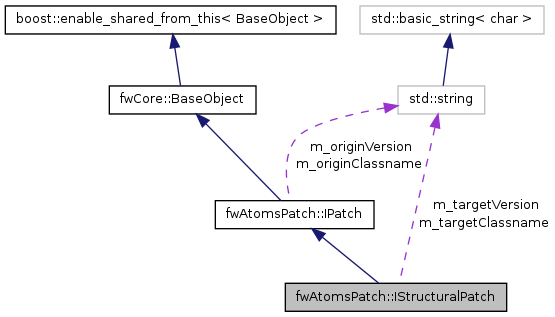 boost::enable_shared_from_this< BaseObject >
std::basic_string< char >
fwCore::BaseObject
std::string
m_originVersion
m_originClassname
m_targetVersion
m_targetClassname
fwAtomsPatch::IPatch
fwAtomsPatch::IStructuralPatch